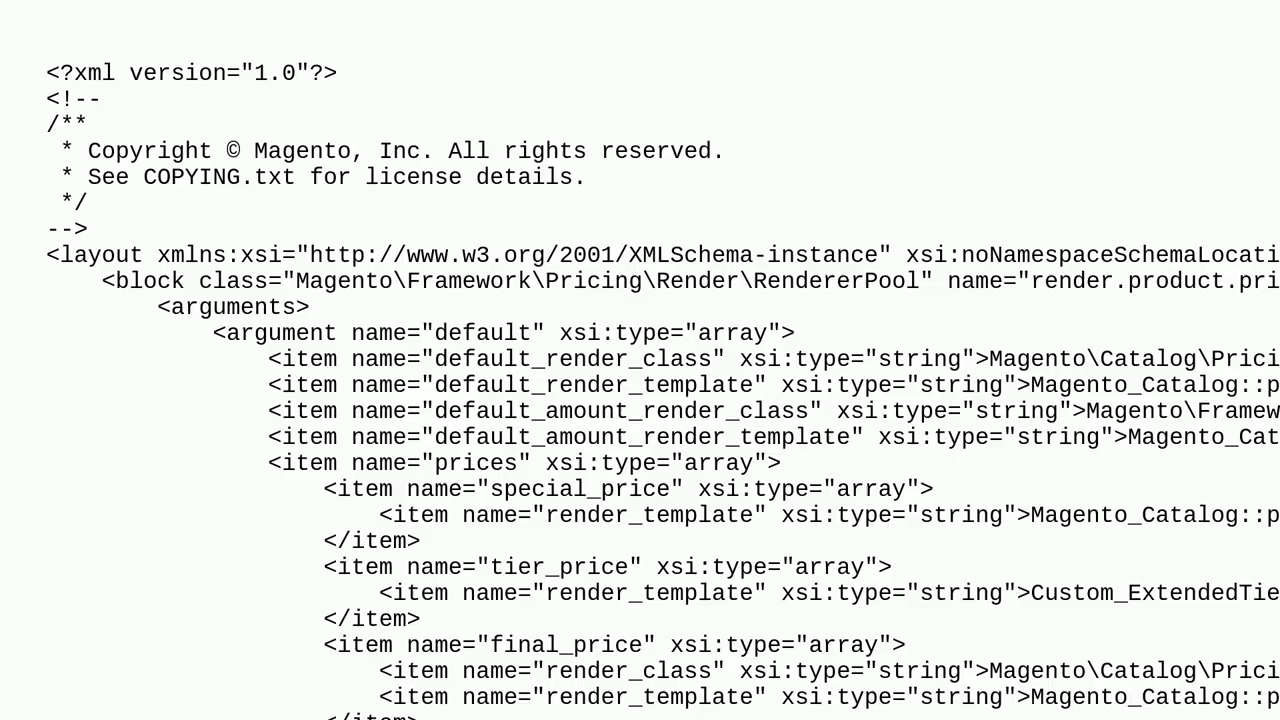 <?xml version="1.0"?>
<!--
/**
 * Copyright © Magento, Inc. All rights reserved.
 * See COPYING.txt for license details.
 */
-->
<layout xmlns:xsi="http://www.w3.org/2001/XMLSchema-instance" xsi:noNamespaceSchemaLocati
    <block class="Magento\Framework\Pricing\Render\RendererPool" name="render.product.pri
        <arguments>
            <argument name="default" xsi:type="array">
                <item name="default_render_class" xsi:type="string">Magento\Catalog\Prici
                <item name="default_render_template" xsi:type="string">Magento_Catalog::p
                <item name="default_amount_render_class" xsi:type="string">Magento\Framew
                <item name="default_amount_render_template" xsi:type="string">Magento_Cat
                <item name="prices" xsi:type="array">
                    <item name="special_price" xsi:type="array">
                        <item name="render_template" xsi:type="string">Magento_Catalog::p
                    </item>
                    <item name="tier_price" xsi:type="array">
                        <item name="render_template" xsi:type="string">Custom_ExtendedTie
                    </item>
                    <item name="final_price" xsi:type="array">
                        <item name="render_class" xsi:type="string">Magento\Catalog\Prici
                        <item name="render_template" xsi:type="string">Magento_Catalog::p
                    </item>